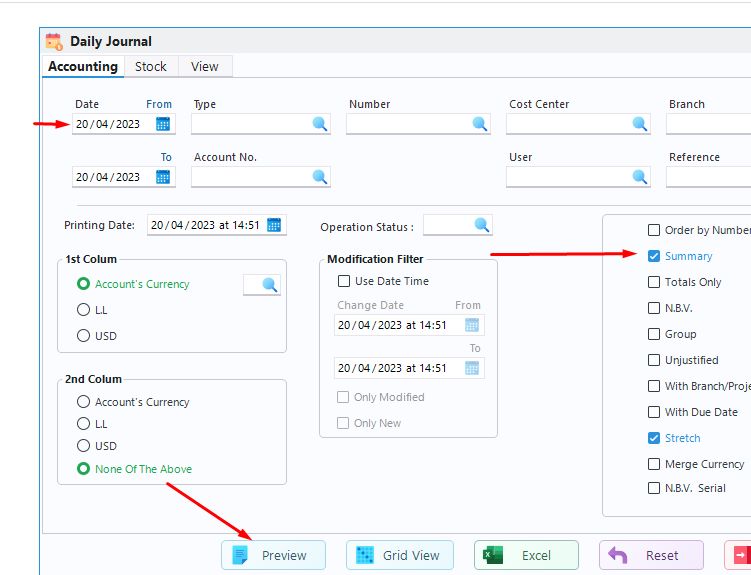 Daily Journal
Accounting Stock View
Date From Type Number Cost Center Branch
20/04/2023
To Account No. User Reference
20/04/2023
Printing Date: 20/04/2023 at 14:51 Operation Status :
Order by Number
1st Colum Modification Filter Summary
Account's Currency Use Date Time Totals Only
L.L Change Date From N.B.V.
USD 20/04/2023 at 14:51 Group
To Unjustified
2nd Colum 20/04/2023 at 14:51 With Branch/Proje
Account's Currency Only Modified With Due Date
L.L Only New Stretch
USD Merge Currency
None Of The Above N.B.V. Serial
Preview Grid View Excel Reset